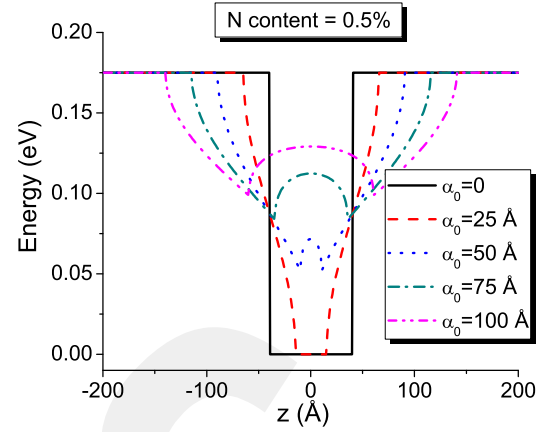 N content = 0.5%
0.20
0.15
0.10
0.05
0.00
Energy (eV)
α₀=0
α₀=25 Å
α₀=50 Å
α₀=75 Å
α₀=100 Å
-200 -100 0 100 200
z (Å)